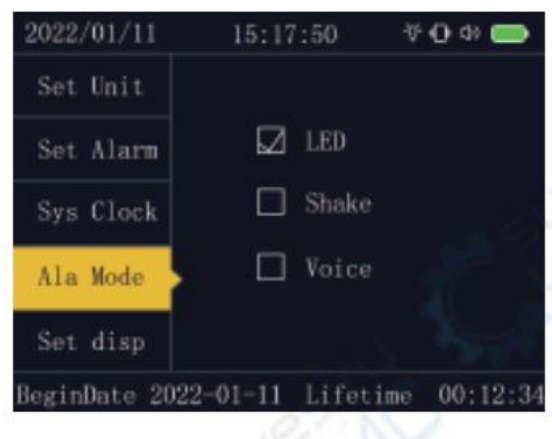 2022/01/11 15:17:50
Set Unit
Set Alarm
Sys Clock
Ala Mode
Set disp
LED
Shake
Voice
BeginDate 2022-01-11 Lifetime 00:12:34